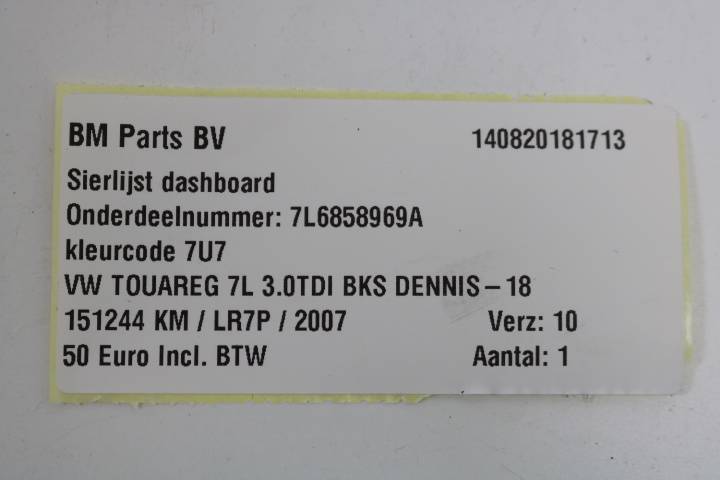 BM Parts BV 140820181713
Sierlijst dashboard
Onderdeelnummer: 7L6858969A
kleurcode 7U7
VW TOUAREG 7L 3.0TDI BKS DENNIS – 18
151244 KM / LR7P / 2007 Verz: 10
50 Euro Incl. BTW Aantal: 1